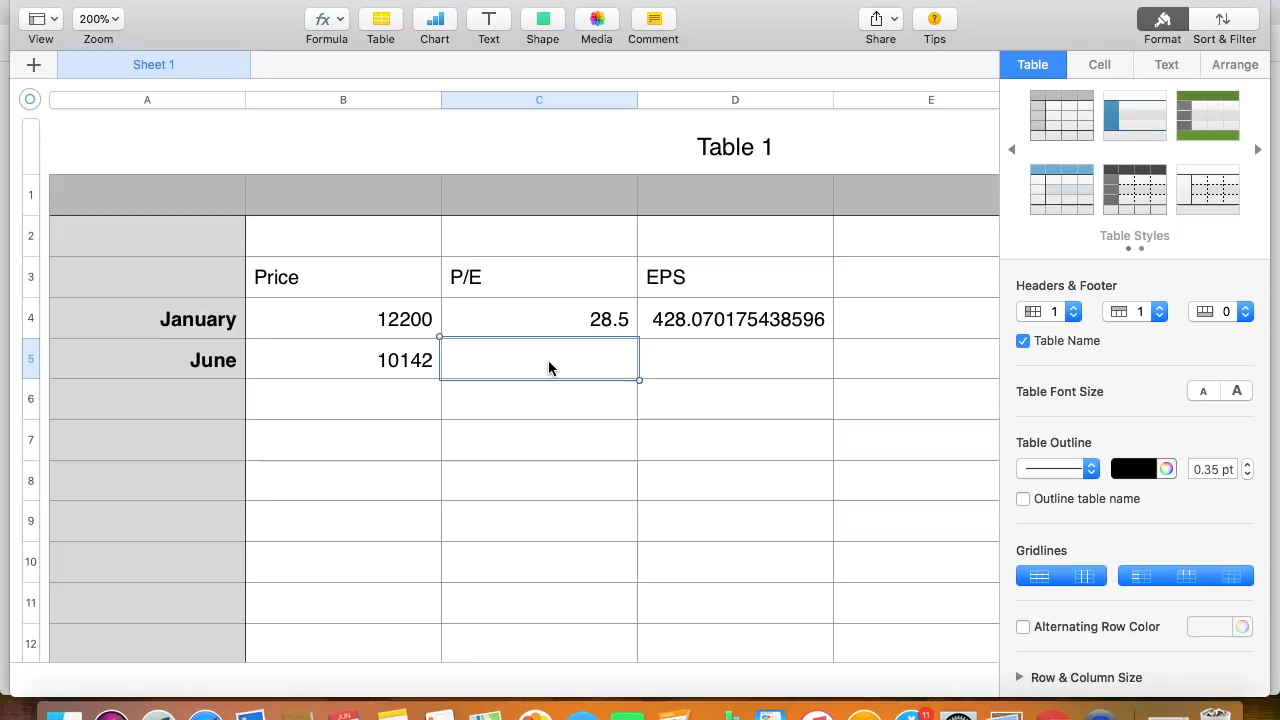 200%
View
Zoom
fx
Formula
Table
Chart
T
Text
Shape
Media
Comment
Share
?
Tips
Format
Sort & Filter
+
Sheet 1
Table
Cell
Text
Arrange
A
B
C
D
E
Table 1
1
2
3
Price
P/E
EPS
4
January
12200
28.5
428.070175438596
5
June
10142
6
7
8
9
10
11
12
Table Styles
Headers & Footer
1
1
0
Table Name
Table Font Size
A
A
Table Outline
0.35 pt
Outline table name
Gridlines
Alternating Row Color
Row & Column Size
JUN
11